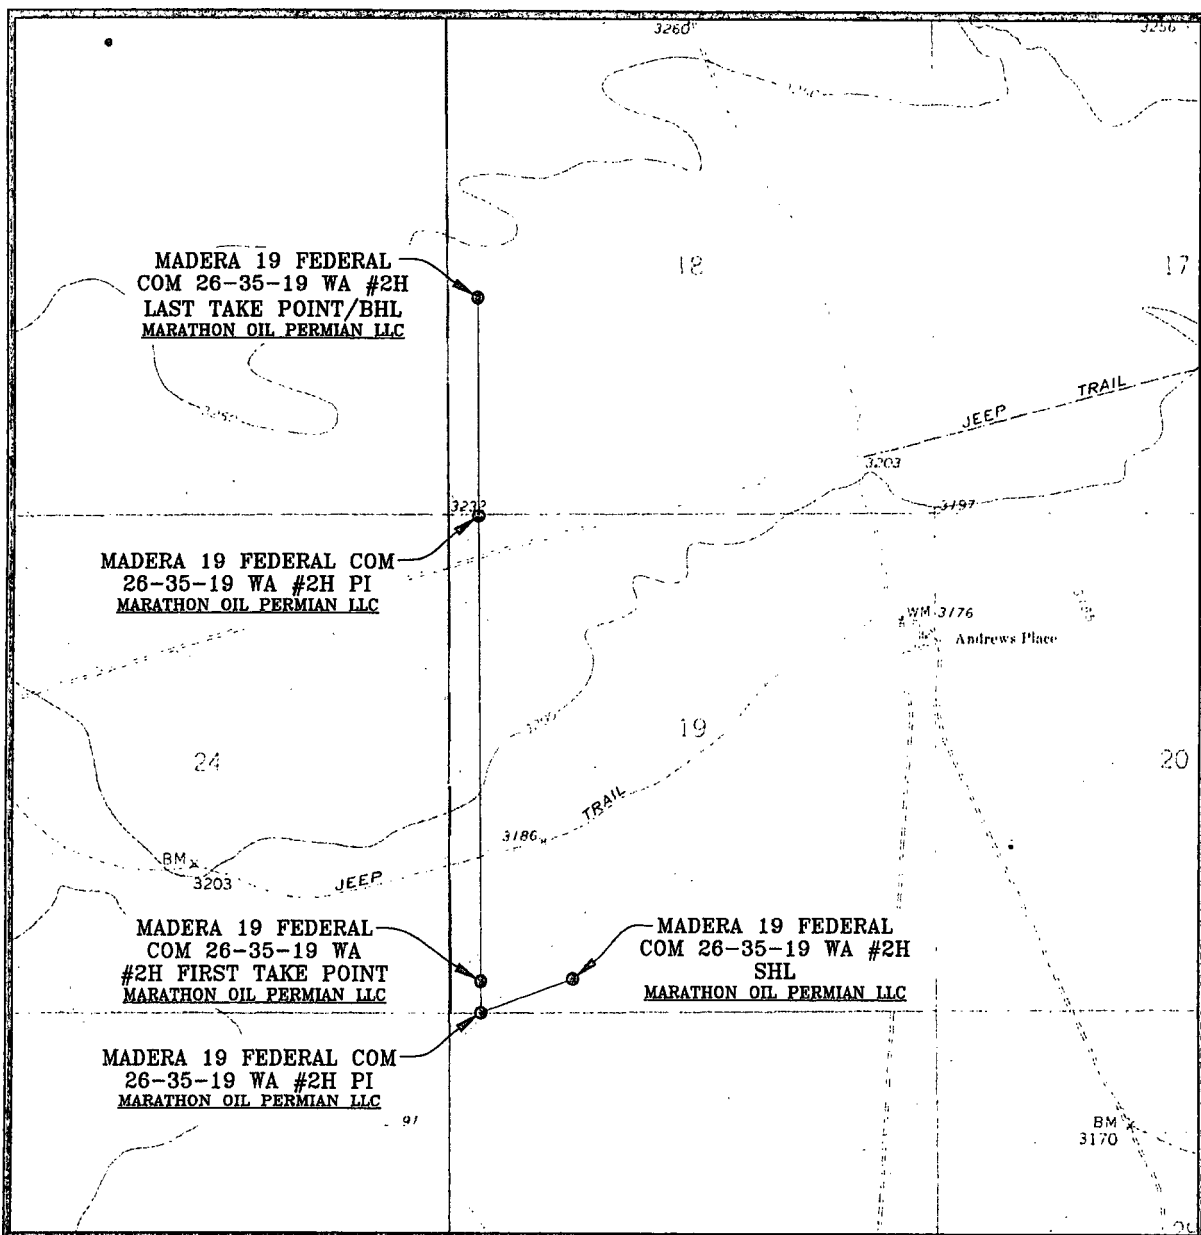 3260
3256
18
17
MADERA 19 FEDERAL
COM 26-35-19 WA #2H
LAST TAKE POINT/BHL
MARATHON OIL PERMIAN LLC
JEEP TRAIL
3203
3232
3197
MADERA 19 FEDERAL COM
26-35-19 WA #2H PI
MARATHON OIL PERMIAN LLC
WM 3176
Andrews Place
19
24
20
TRAIL
3186
BM
3203
JEEP
MADERA 19 FEDERAL
COM 26-35-19 WA
#2H FIRST TAKE POINT
MARATHON OIL PERMIAN LLC
MADERA 19 FEDERAL
COM 26-35-19 WA #2H
SHL
MARATHON OIL PERMIAN LLC
MADERA 19 FEDERAL COM
26-35-19 WA #2H PI
MARATHON OIL PERMIAN LLC
91
BM
3170